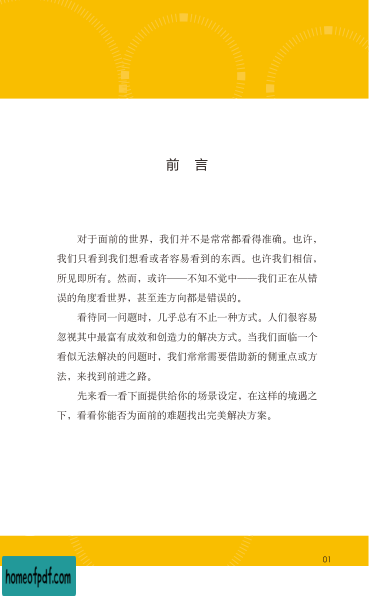 前 言
对于面前的世界，我们并不是常常都看得准确。也许，
我们只看到我们想看或者容易看到的东西。也许我们相信，
所见即所有。然而，或许——不知不觉中——我们正在从错
误的角度看世界，甚至连方向都是错误的。
看待同一问题时，几乎总有不止一种方式。人们很容易
忽视其中最富有成效和创造力的解决方式。当我们面临一个
看似无法解决的问题时，我们常常需要借助新的侧重点或方
法，来找到前进之路。
先来看一看下面提供给你的场景设定，在这样的境遇之
下，看看你能否为面前的难题找出完美解决方案。
01
homeofpdf.com